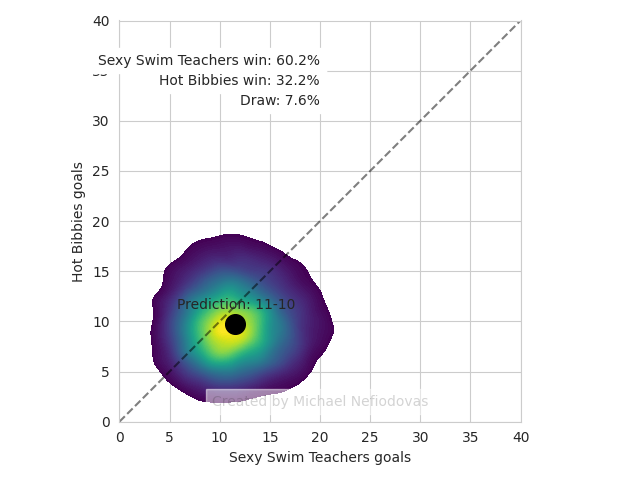 40
Sexy Swim Teachers win: 60.2%
35
Hot Bibbies win: 32.2%
Draw: 7.6%
30
25
20
15
Prediction: 11-10
10
5
Created by Michael Nefiodovas
0
0 5 10 15 20 25 30 35 40
Sexy Swim Teachers goals
Hot Bibbies goals